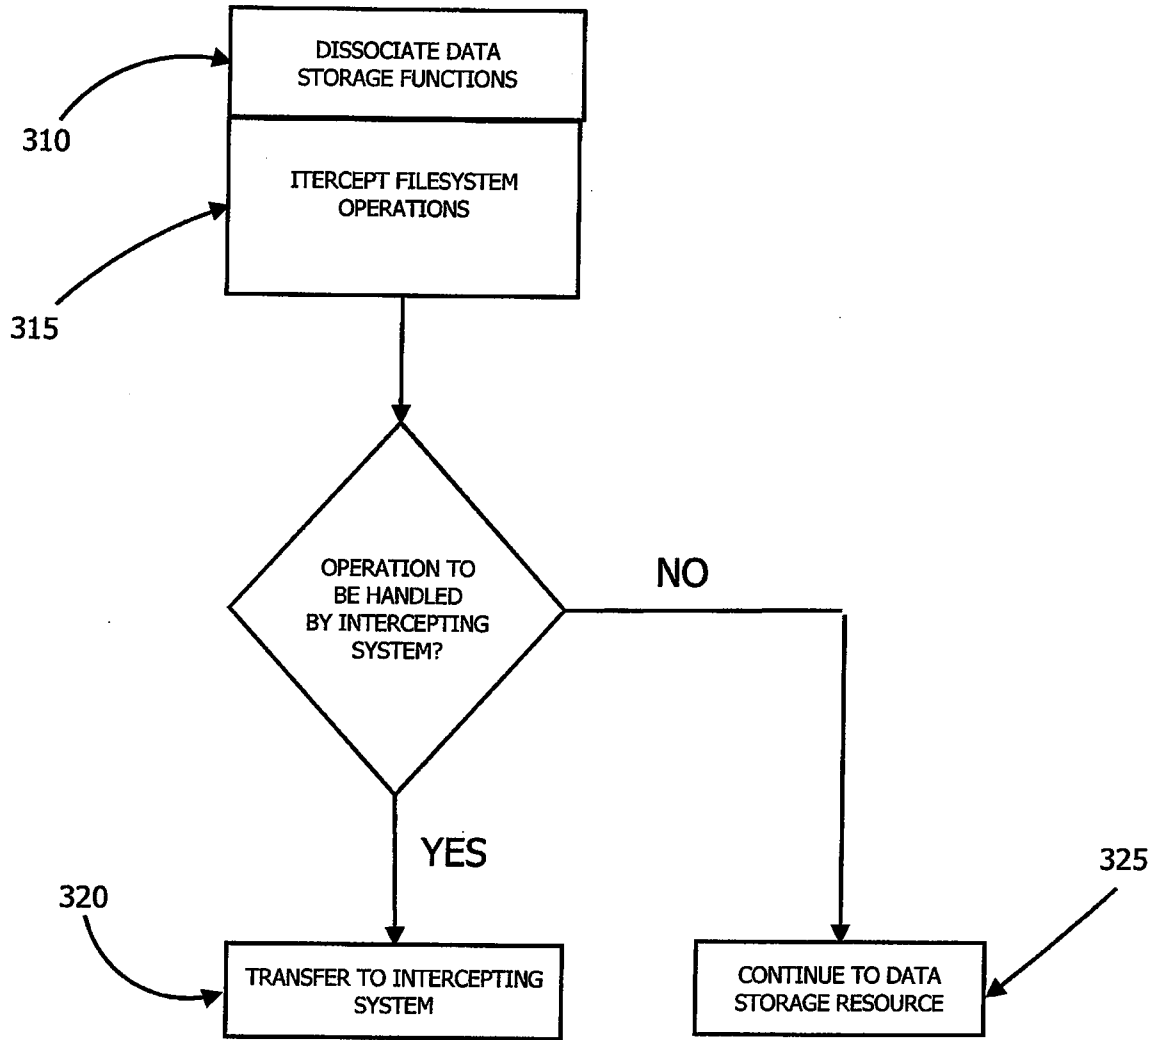 DISSOCIATE DATA
STORAGE FUNCTIONS
310
ITERCEPT FILESYSTEM
OPERATIONS
315
OPERATION TO
BE HANDLED
BY INTERCEPTING
SYSTEM?
NO
YES
325
320
TRANSFER TO INTERCEPTING
SYSTEM
CONTINUE TO DATA
STORAGE RESOURCE